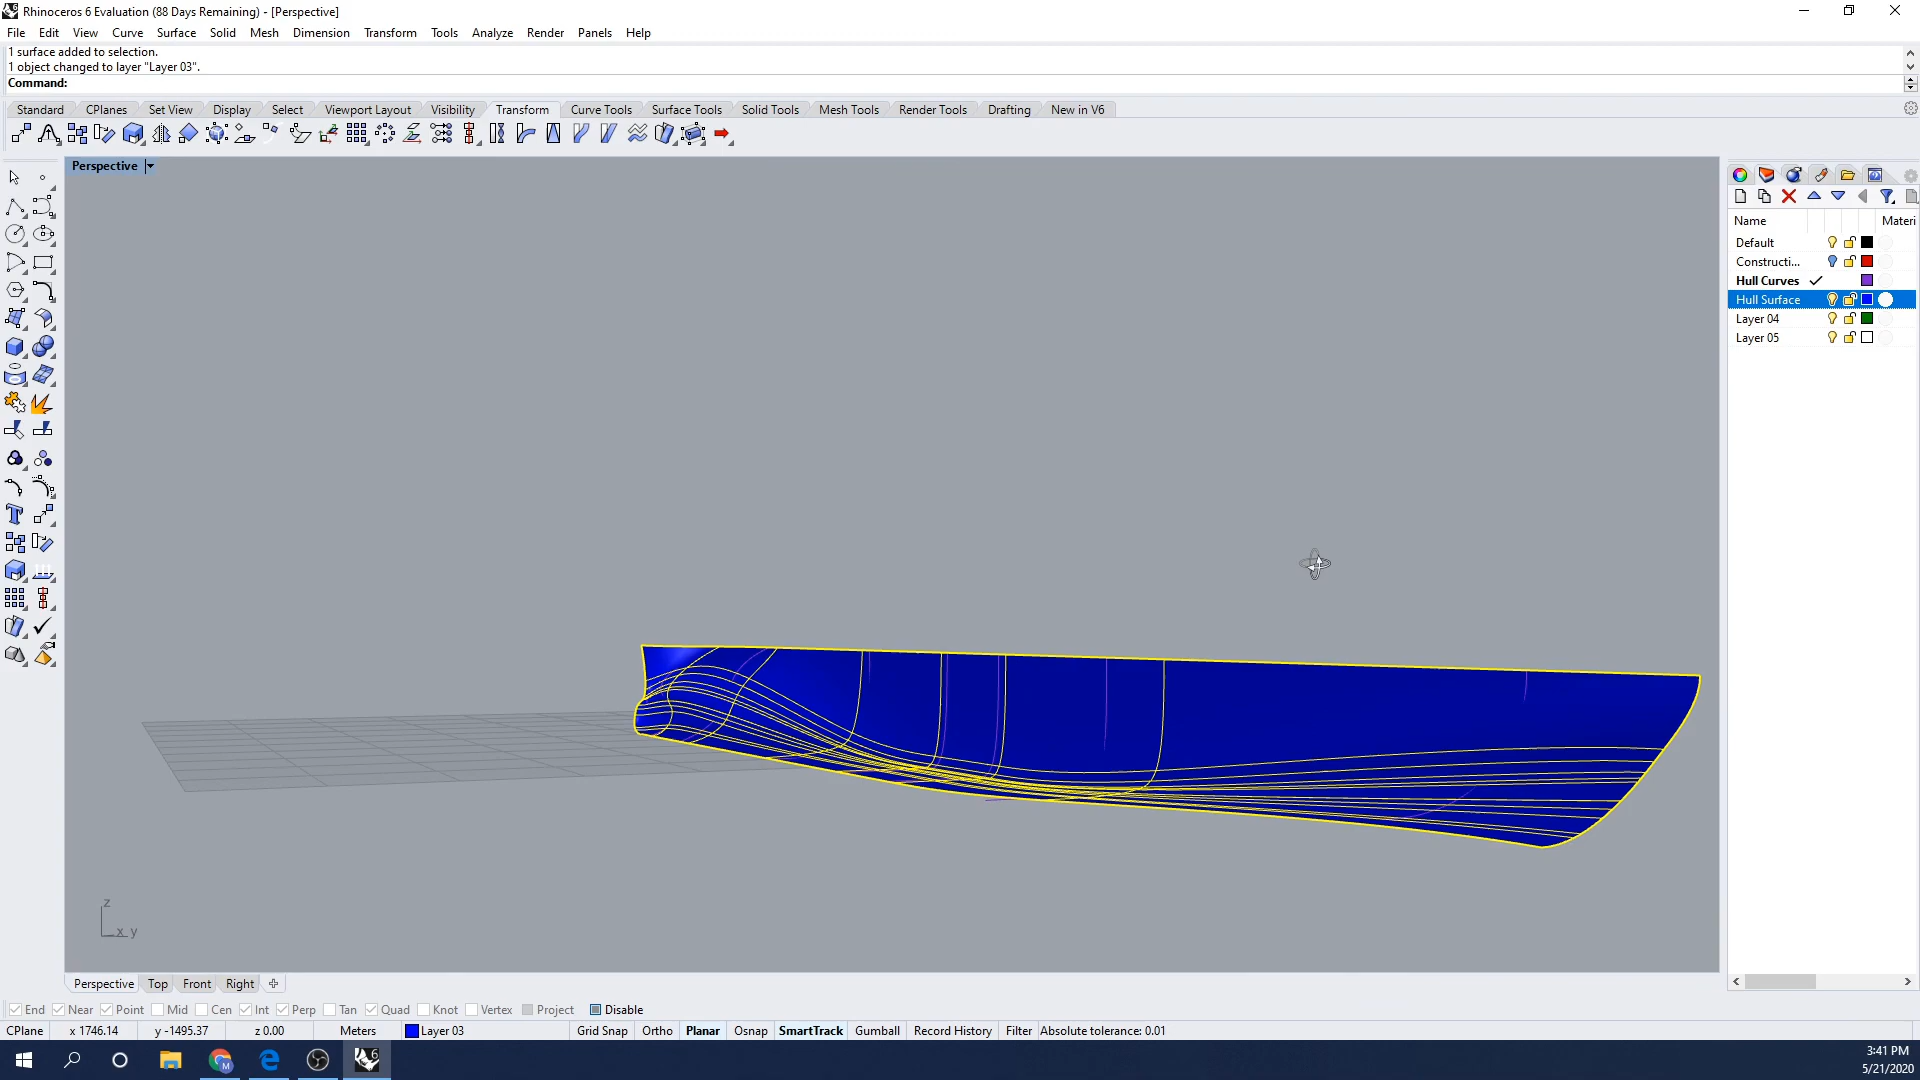 Rhinoceros 6 Evaluation (88 Days Remaining) - [Perspective]
File Edit View Curve Surface Solid Mesh Dimension Transform Tools Analyze Render Panels Help
1 surface added to selection.
1 object changed to layer "Layer 03".
Command:
Standard CPlanes Set View Display Select Viewport Layout Visibility Transform Curve Tools Surface Tools Solid Tools Mesh Tools Render Tools Drafting New in V6
Perspective
Name Materi
Default
Constructi...
Hull Curves
Hull Surface
Layer 04
Layer 05
z
x y
Perspective Top Front Right
End Near Point Mid Cen Int Perp Tan Quad Knot Vertex Project Disable
CPlane x 1746.14 y -1495.37 z 0.00 Meters Layer 03 Grid Snap Ortho Planar Osnap SmartTrack Gumball Record History Filter Absolute tolerance: 0.01
3:41 PM
5/21/2020